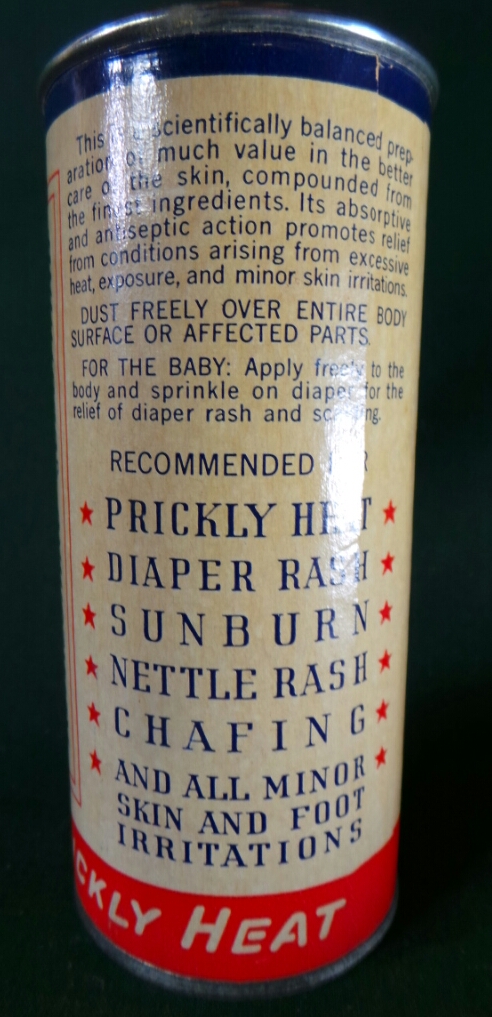 This is a scientifically balanced prep-
aration of much value in the better
care of the skin, compounded from
the finest ingredients. Its absorptive
and antiseptic action promotes relief
from conditions arising from excessive
heat, exposure, and minor skin irritations.
DUST FREELY OVER ENTIRE BODY
SURFACE OR AFFECTED PARTS.
FOR THE BABY: Apply freely to the
body and sprinkle on diaper for the
relief of diaper rash and
RECOMMENDED FOR
PRICKLY HEAT
DIAPER RASH
SUNBURN
NETTLE RASH
CHAFING
AND ALL MINOR
SKIN AND FOOT
IRRITATIONS
CKLY HEAT